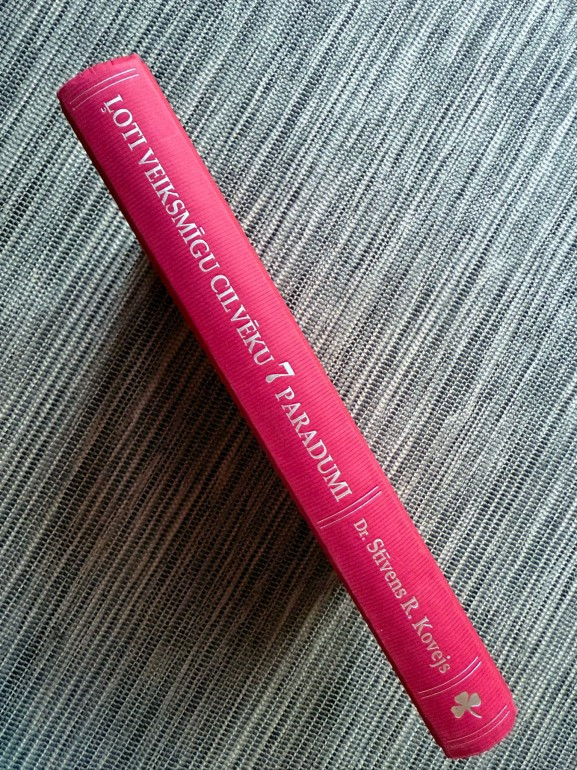 ĻOTI VEIKSMĪGU CILVĒKU 7 PARADUMI
Dr. Stīvens R. Kovejs